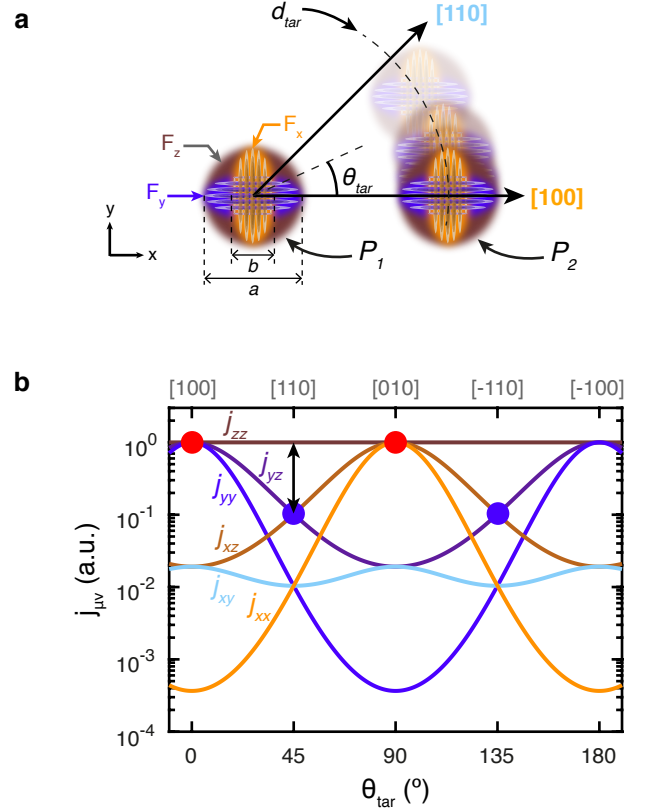 a
d_tar
[110]
F_x
F_z
F_y
θ_tar
[100]
y
x
b
a
P_1
P_2
b
[100] [110] [010] [-110] [-100]
j_zz
j_yz
j_yy
j_xz
j_xy
j_xx
10^0
10^-1
10^-2
10^-3
10^-4
j_μν (a.u.)
0 45 90 135 180
θ_tar (º)